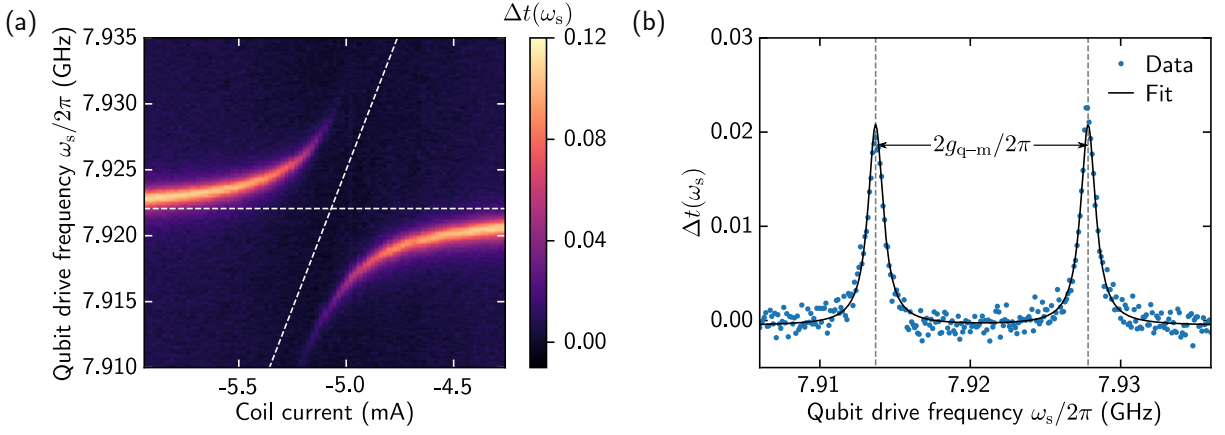 (a)
Δt(ωs)
7.935
7.930
7.925
7.920
7.915
7.910
Qubit drive frequency ωs/2π (GHz)
-5.5
-5.0
-4.5
Coil current (mA)
0.12
0.08
0.04
0.00
(b)
0.03
0.02
0.01
0.00
Δt(ωs)
Data
Fit
2gq–m/2π
7.91
7.92
7.93
Qubit drive frequency ωs/2π (GHz)